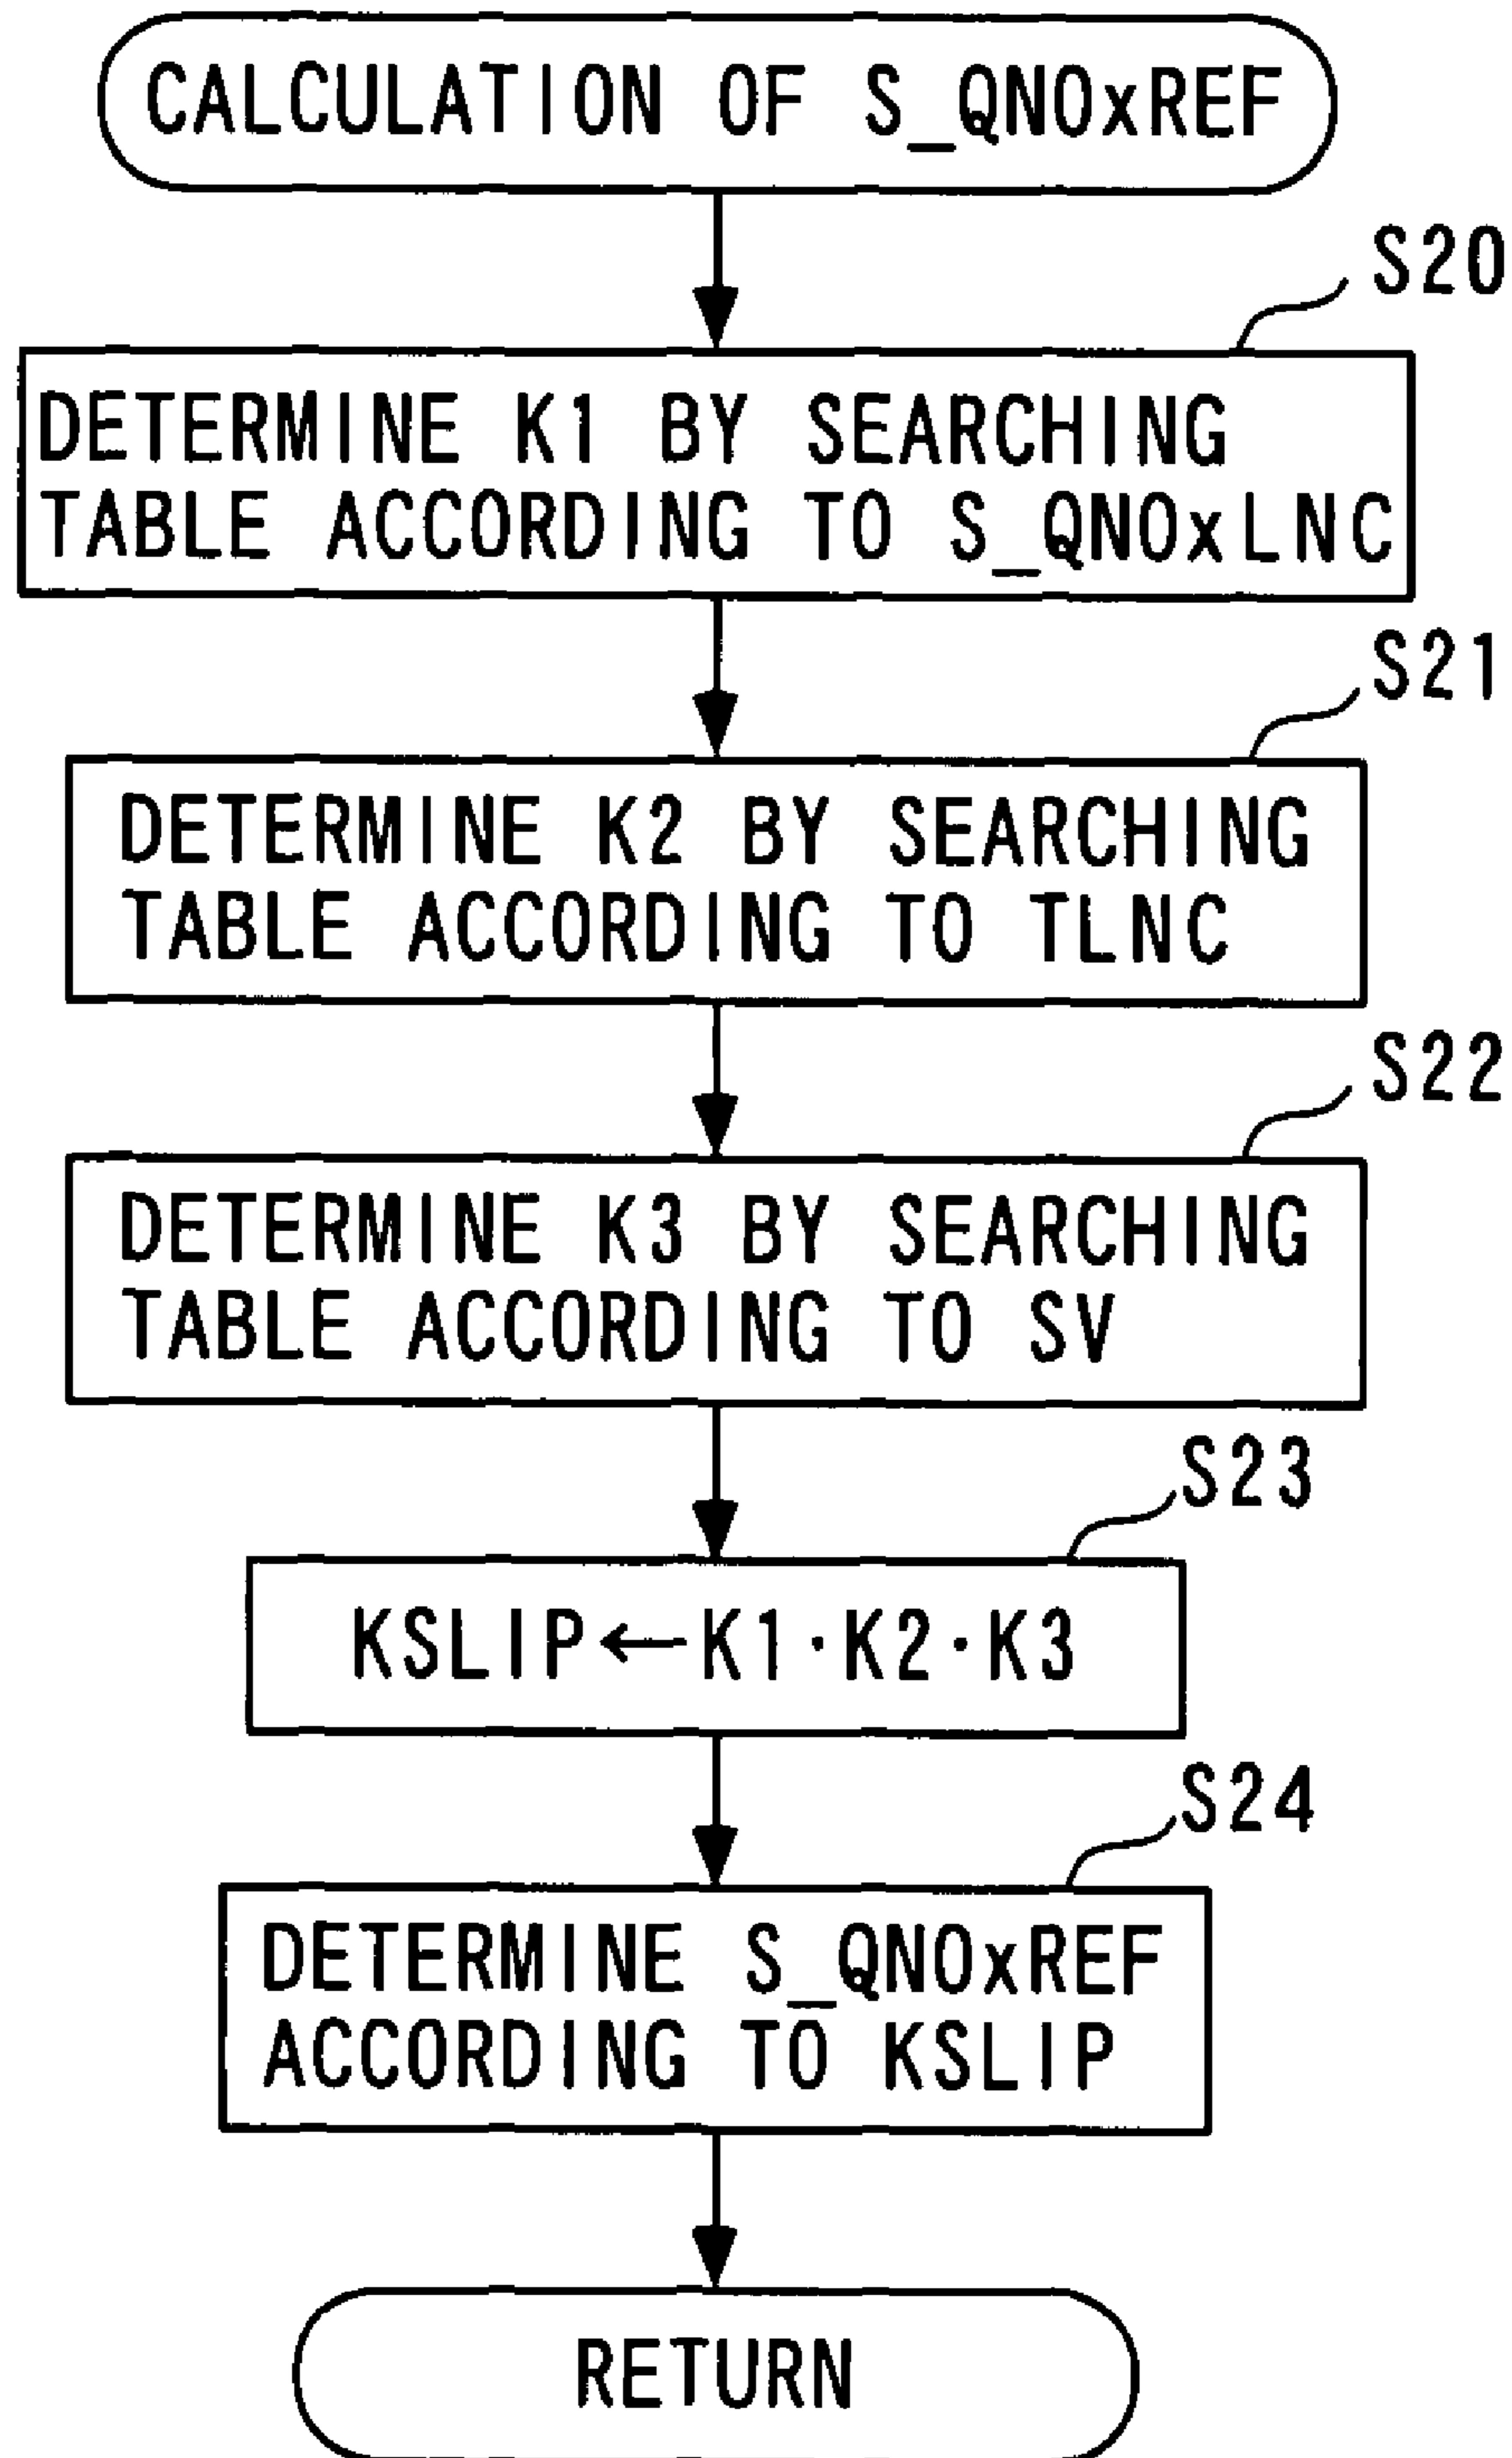 CALCULATION OF S_QNOxREF
S20
DETERMINE K1 BY SEARCHING
TABLE ACCORDING TO S_QNOxLNC
S21
DETERMINE K2 BY SEARCHING
TABLE ACCORDING TO TLNC
S22
DETERMINE K3 BY SEARCHING
TABLE ACCORDING TO SV
S23
KSLIP←K1·K2·K3
S24
DETERMINE S_QNOxREF
ACCORDING TO KSLIP
RETURN